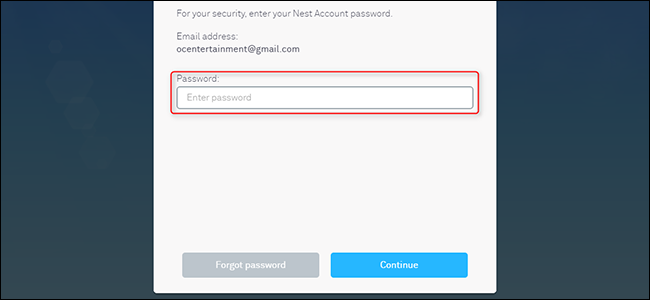 For your security, enter your Nest Account password.
Email address:
ocentertainment@gmail.com
Password:
Enter password
Forgot password
Continue